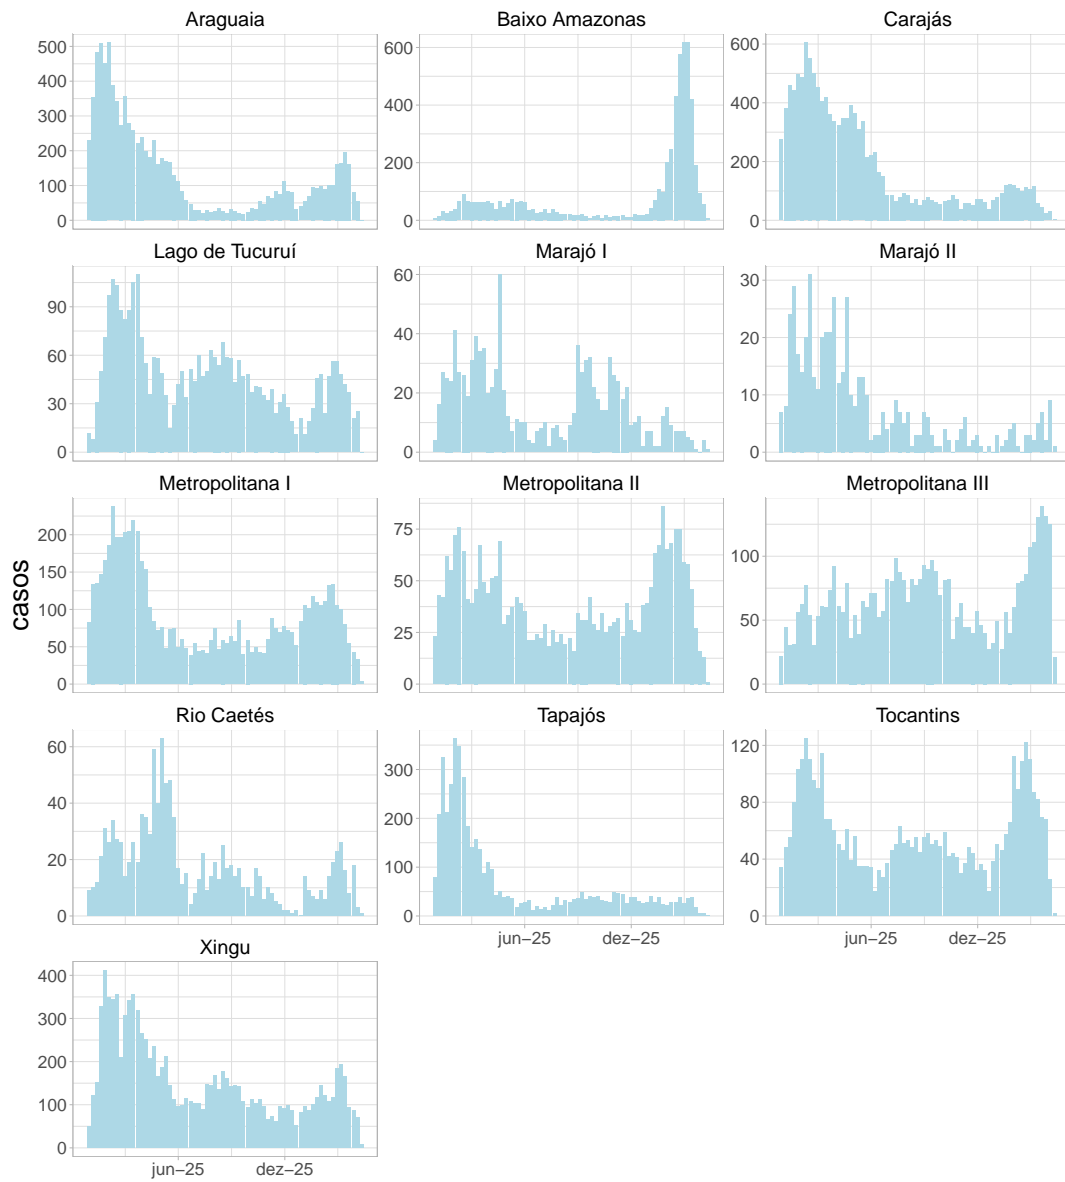 Araguaia
Baixo Amazonas
Carajás
500
400
300
200
100
0
600
400
200
0
600
400
200
0
Lago de Tucuruí
Marajó I
Marajó II
90
60
30
0
60
40
20
0
30
20
10
0
Metropolitana I
Metropolitana II
Metropolitana III
200
150
100
50
0
75
50
25
0
100
50
0
casos
Rio Caetés
Tapajós
Tocantins
60
40
20
0
300
200
100
0
120
80
40
0
jun–25
dez–25
jun–25
dez–25
Xingu
400
300
200
100
0
jun–25
dez–25